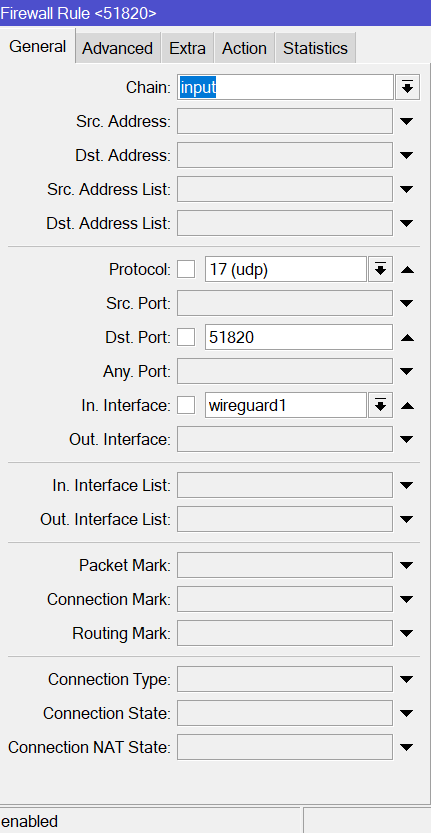 Firewall Rule <51820>
General Advanced Extra Action Statistics
Chain: input
Src. Address:
Dst. Address:
Src. Address List:
Dst. Address List:
Protocol: 17 (udp)
Src. Port:
Dst. Port: 51820
Any. Port:
In. Interface: wireguard1
Out. Interface:
In. Interface List:
Out. Interface List:
Packet Mark:
Connection Mark:
Routing Mark:
Connection Type:
Connection State:
Connection NAT State:
enabled